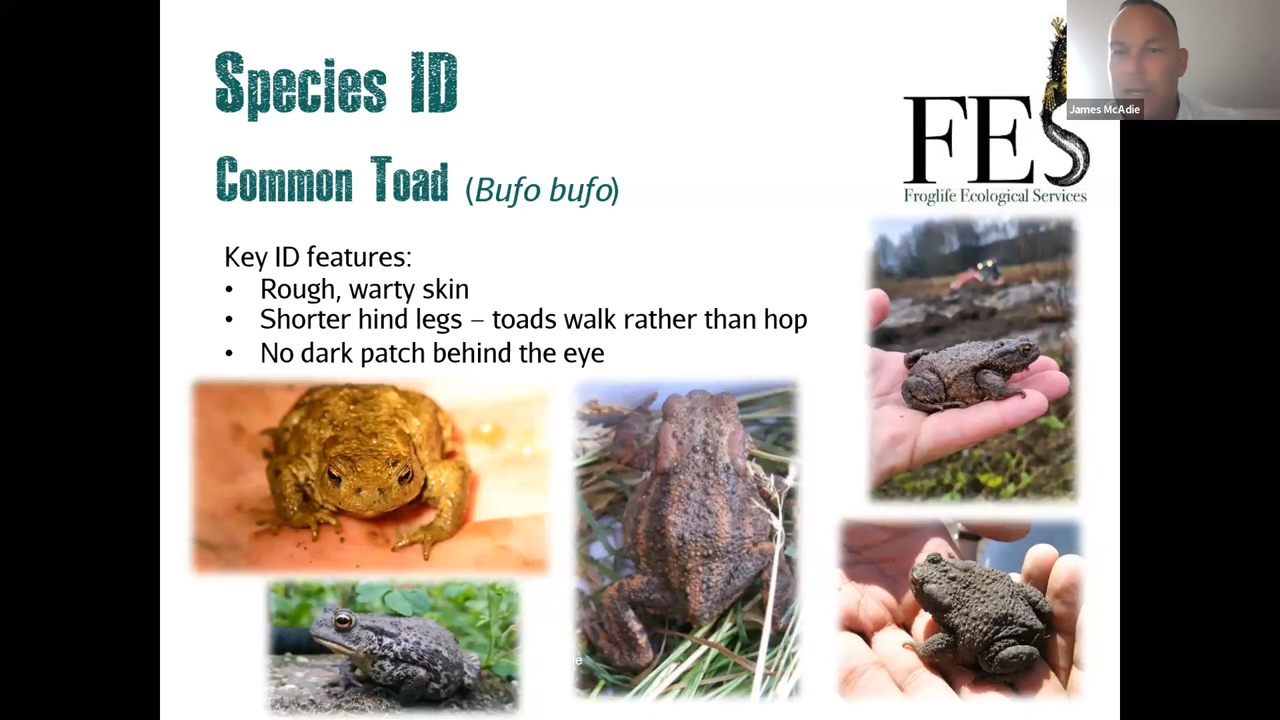 Species ID
Common Toad (Bufo bufo)
Key ID features:
• Rough, warty skin
• Shorter hind legs – toads walk rather than hop
• No dark patch behind the eye
FES
Froglife Ecological Services
James McAdie